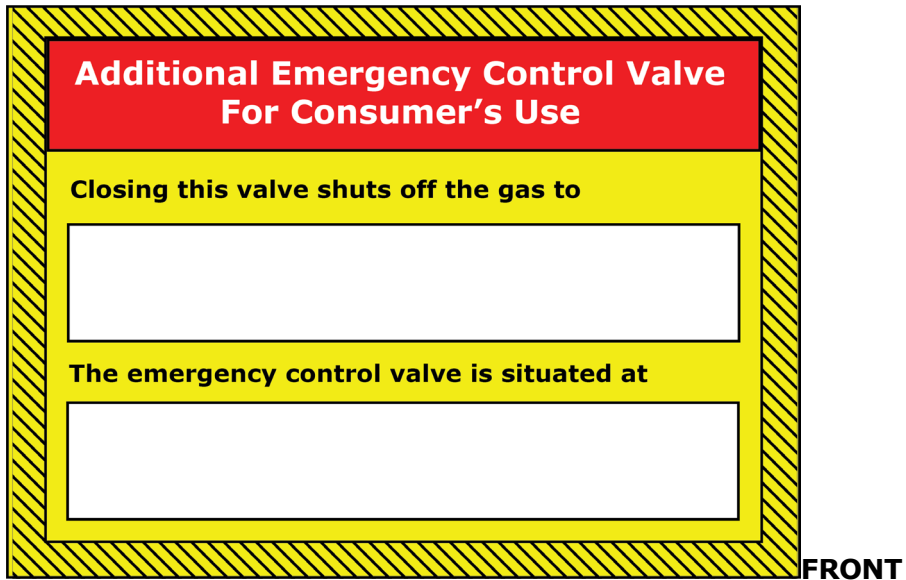 Additional Emergency Control Valve
For Consumer’s Use
Closing this valve shuts off the gas to
The emergency control valve is situated at
FRONT